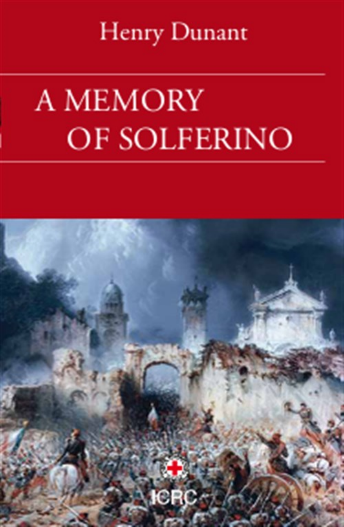 Henry Dunant
A MEMORY
OF SOLFERINO
ICRC